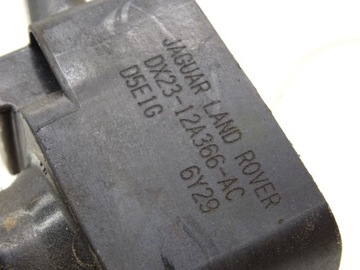 JAGUAR LAND ROVER
DX23-12A366-AC
D5E1G 6Y29